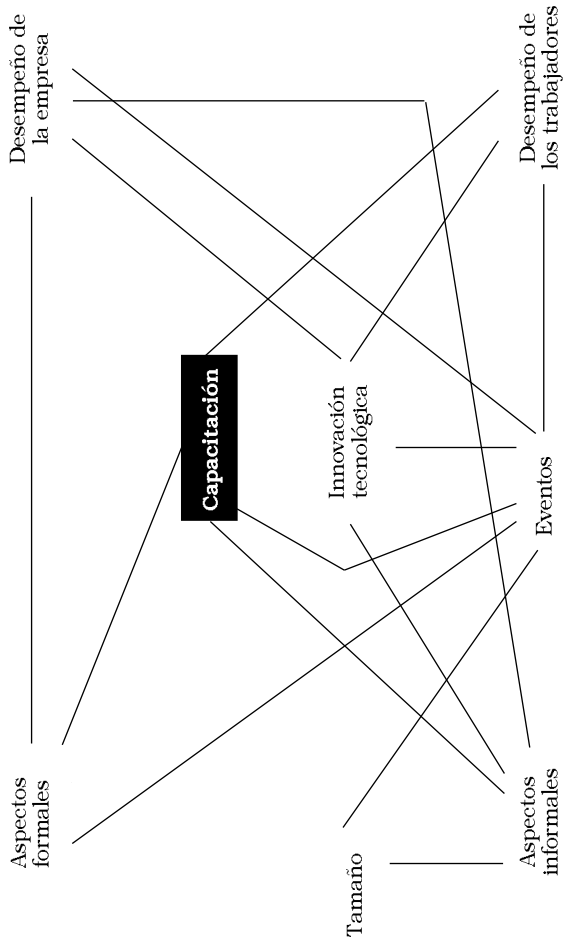 Aspectos
formales
Desempeño de
la empresa
Capacitación
Tamaño
Innovación
tecnológica
Aspectos
informales
Eventos
Desempeño de
los trabajadores